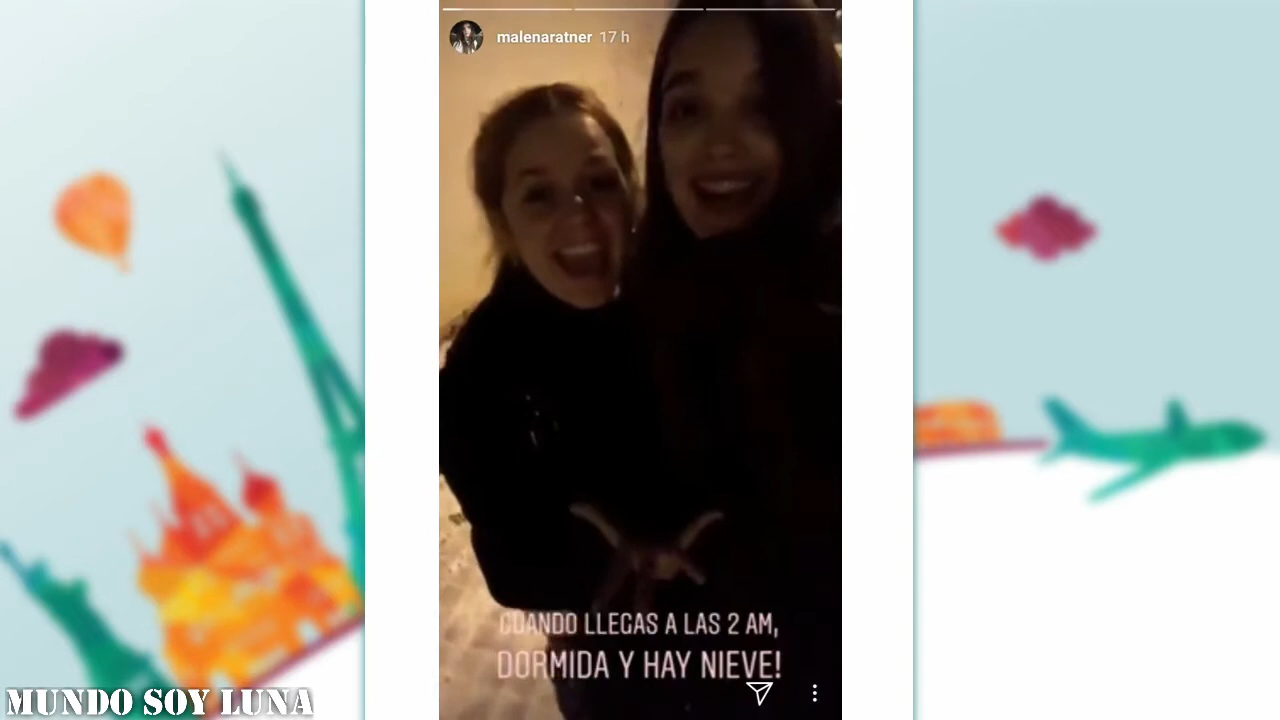 malenaratner 17 h
CUANDO LLEGAS A LAS 2 AM,
DORMIDA Y HAY NIEVE!
MUNDO SOY LUNA